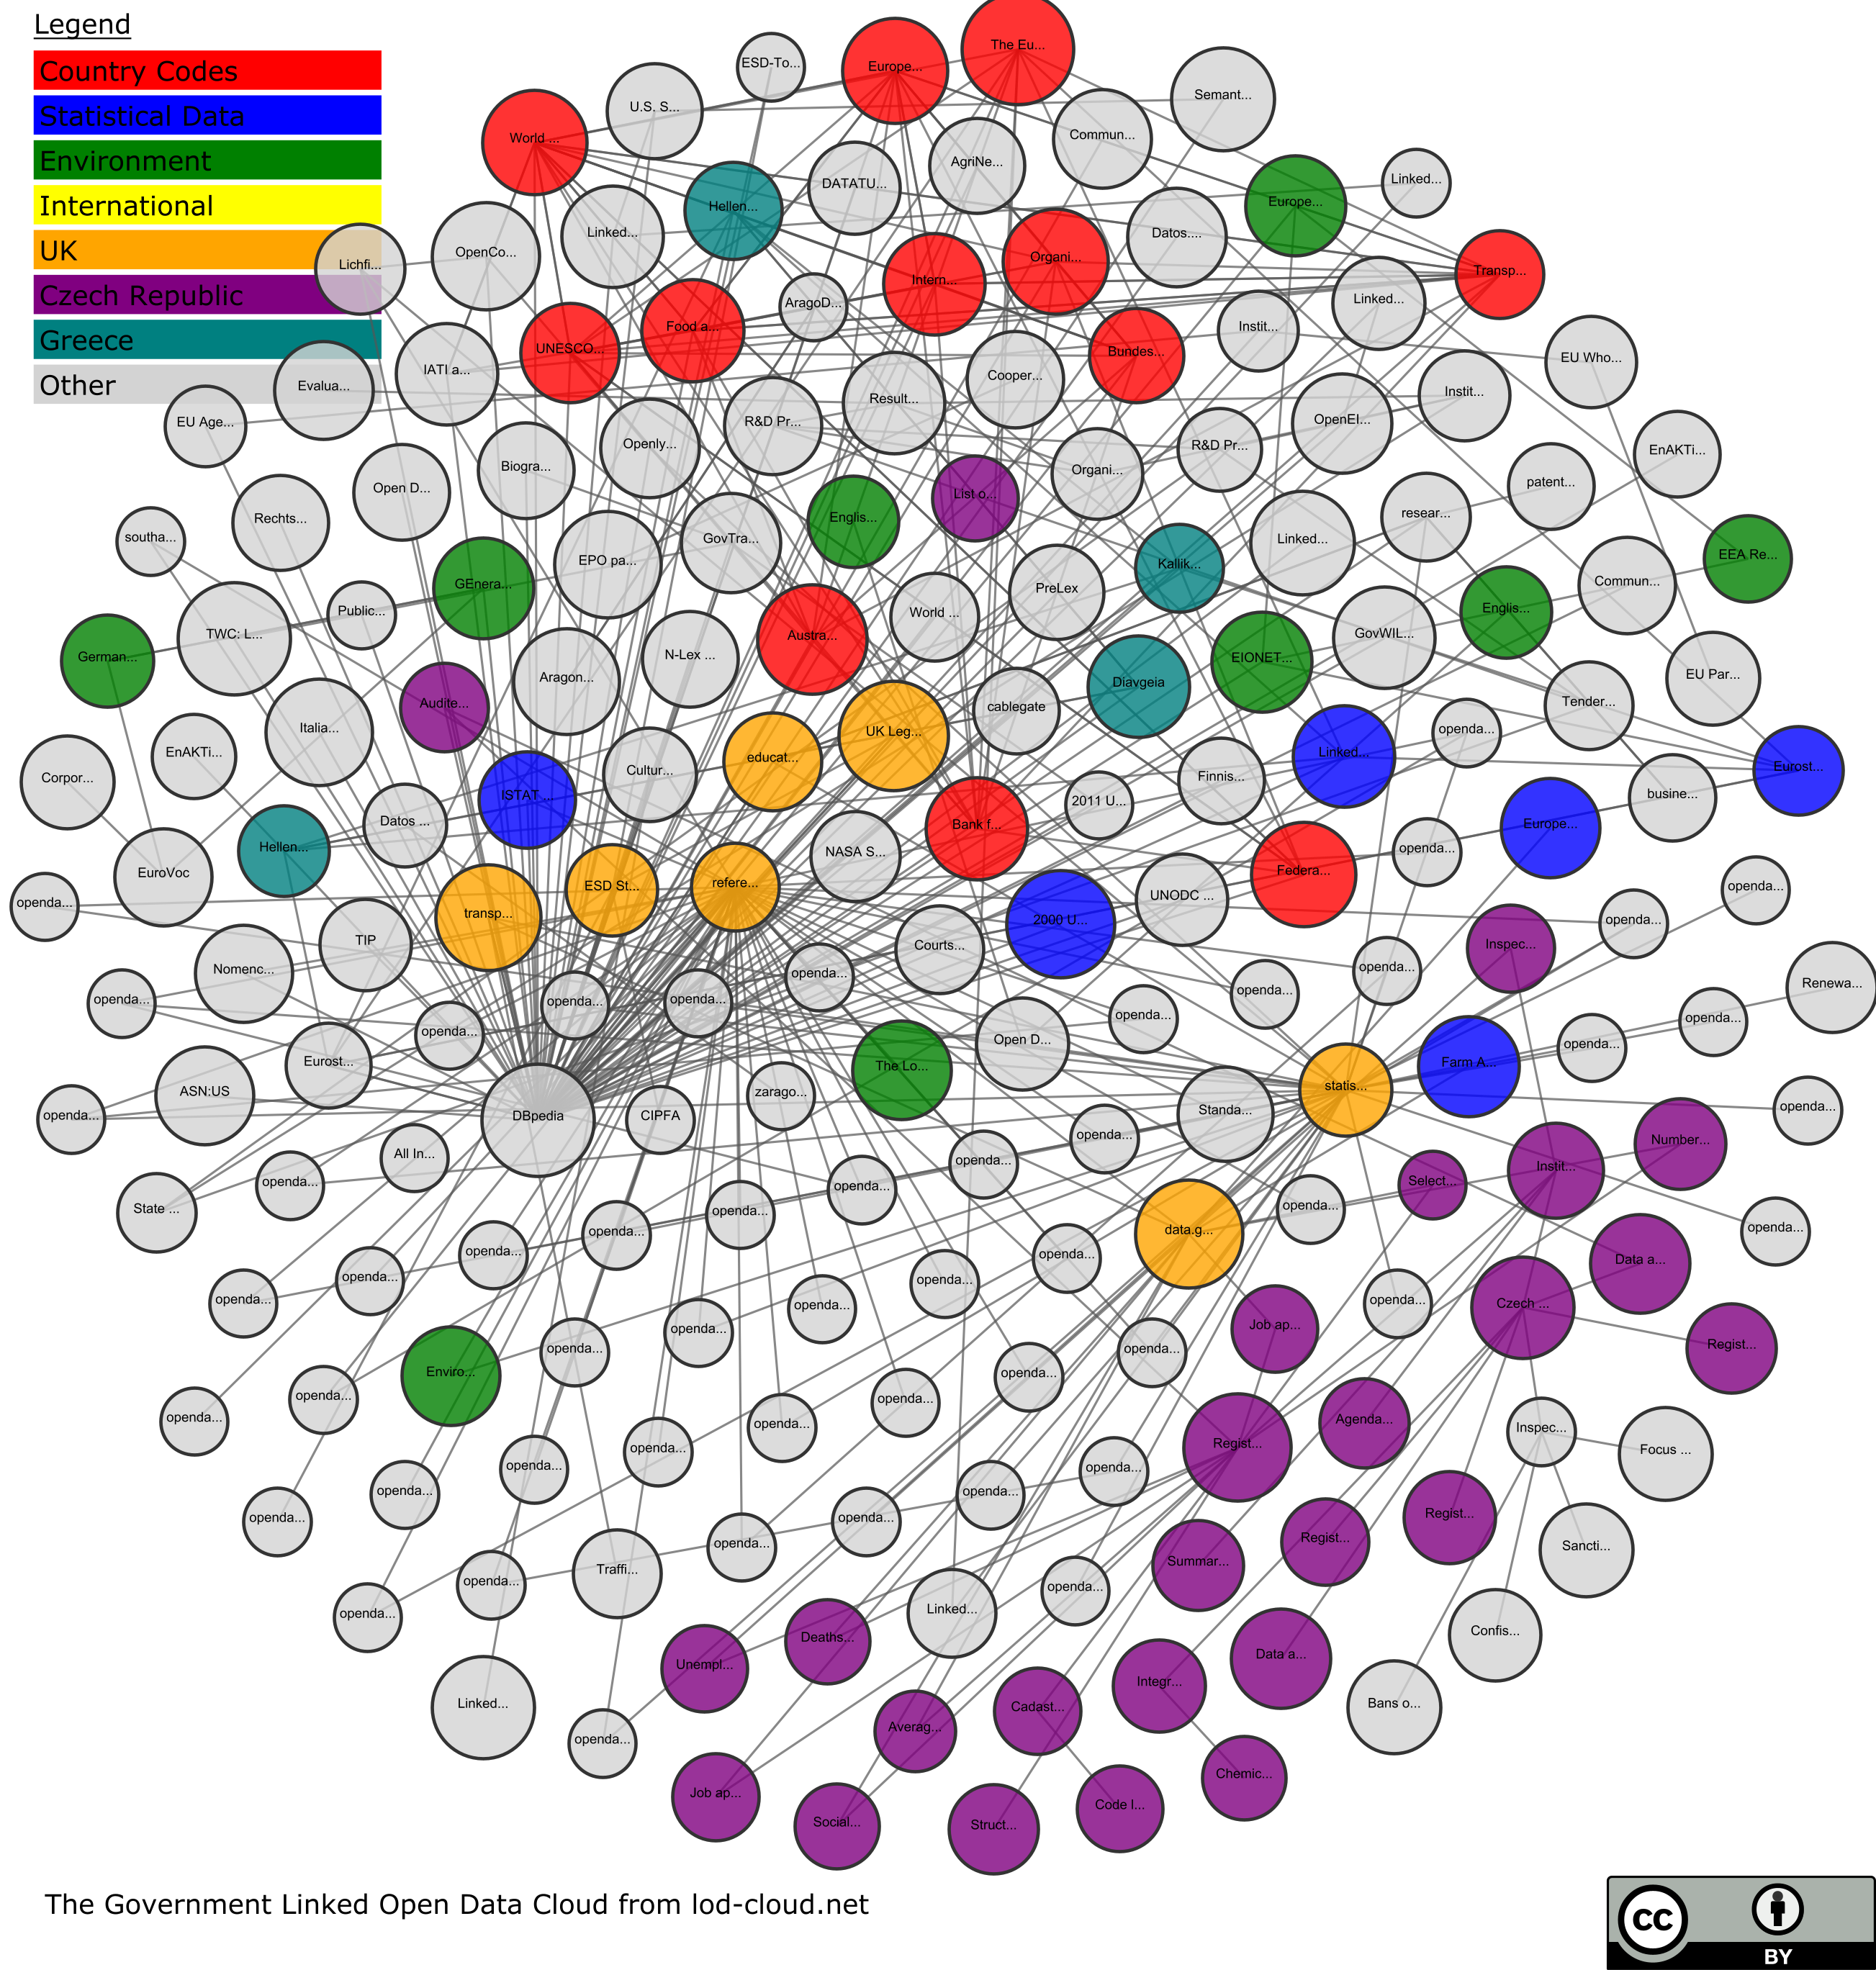 Legend
Country Codes
Statistical Data
Environment
International
UK
Czech Republic
Greece
Other
ESD-To...
Europe...
The Eu...
U.S. S...
Semant...
World ...
Commun...
AgriNe...
DATATU...
Linked...
Hellen...
Europe...
Linked...
Datos....
Lichfi...
OpenCo...
Organi...
Intern...
Transp...
AragoD...
Linked...
Food a...
Instit...
UNESCO...
Bundes...
EU Who...
IATI a...
Evalua...
Cooper...
Result...
Instit...
EU Age...
R&D Pr...
OpenEI...
Openly...
R&D Pr...
EnAKTi...
Biogra...
Organi...
Open D...
List o...
patent...
Rechts...
Englis...
resear...
southa...
GovTra...
Linked...
EPO pa...
EEA Re...
GEnera...
Kallik...
PreLex
Commun...
Public...
World ...
Englis...
TWC: L...
Austra...
GovWIL...
German...
N-Lex ...
EIONET...
Aragon...
Diavgeia
EU Par...
Audite...
cablegate
Tender...
Italia...
UK Leg...
openda...
EnAKTi...
educat...
Linked...
Corpor...
Cultur...
Finnis...
Eurost...
ISTAT ...
2011 U...
busine...
Datos ...
Bank f...
Europe...
Hellen...
NASA S...
openda...
EuroVoc
ESD St...
refere...
Federa...
openda...
transp...
2000 U...
UNODC ...
openda...
openda...
TIP
Courts...
Inspec...
Nomenc...
openda...
openda...
Renewa...
openda...
openda...
openda...
openda...
openda...
openda...
openda...
Eurost...
Open D...
openda...
The Lo...
Farm A...
ASN:US
zarago...
statis...
openda...
openda...
DBpedia
CIPFA
Standa...
openda...
Number...
All In...
openda...
Instit...
openda...
openda...
Select...
State ...
openda...
openda...
openda...
data.g...
openda...
openda...
openda...
Data a...
openda...
openda...
openda...
openda...
Czech ...
openda...
openda...
Job ap...
openda...
Regist...
openda...
openda...
Enviro...
openda...
openda...
openda...
Agenda...
openda...
openda...
Regist...
Inspec...
Focus ...
openda...
openda...
openda...
openda...
openda...
Regist...
openda...
openda...
Regist...
openda...
Sancti...
Summar...
Traffi...
openda...
openda...
Linked...
openda...
Confis...
Deaths...
Data a...
Unempl...
Integr...
Linked...
Cadast...
Bans o...
Averag...
openda...
Chemic...
Job ap...
Code l...
Social...
Struct...
The Government Linked Open Data Cloud from lod-cloud.net
cc
BY